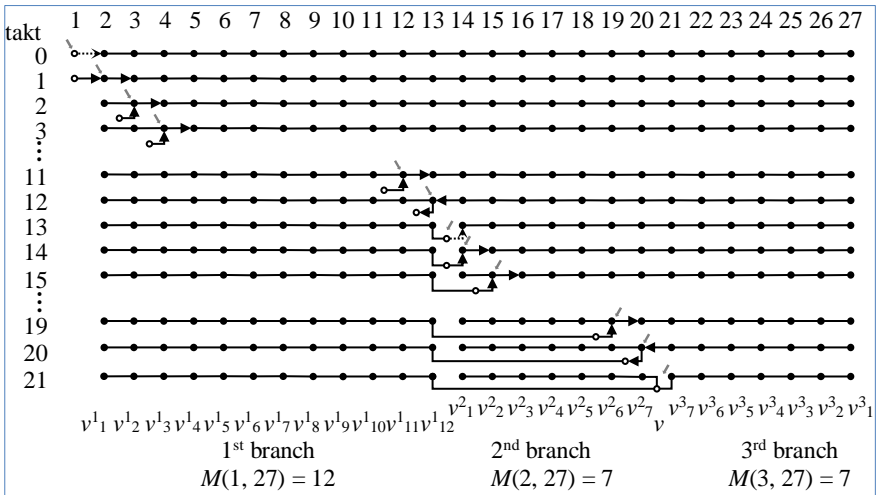 1 2 3 4 5 6 7 8 9 10 11 12 13 14 15 16 17 18 19 20 21 22 23 24 25 26 27
takt
0
1
2
3
⋮
11
12
13
14
15
⋮
19
20
21
v¹₁ v¹₂ v¹₃ v¹₄ v¹₅ v¹₆ v¹₇ v¹₈ v¹₉ v¹₁₀ v¹₁₁ v¹₁₂ v²₁ v²₂ v²₃ v²₄ v²₅ v²₆ v²₇ v v³₇ v³₆ v³₅ v³₄ v³₃ v³₂ v³₁
1st branch 2nd branch 3rd branch
M(1, 27) = 12 M(2, 27) = 7 M(3, 27) = 7